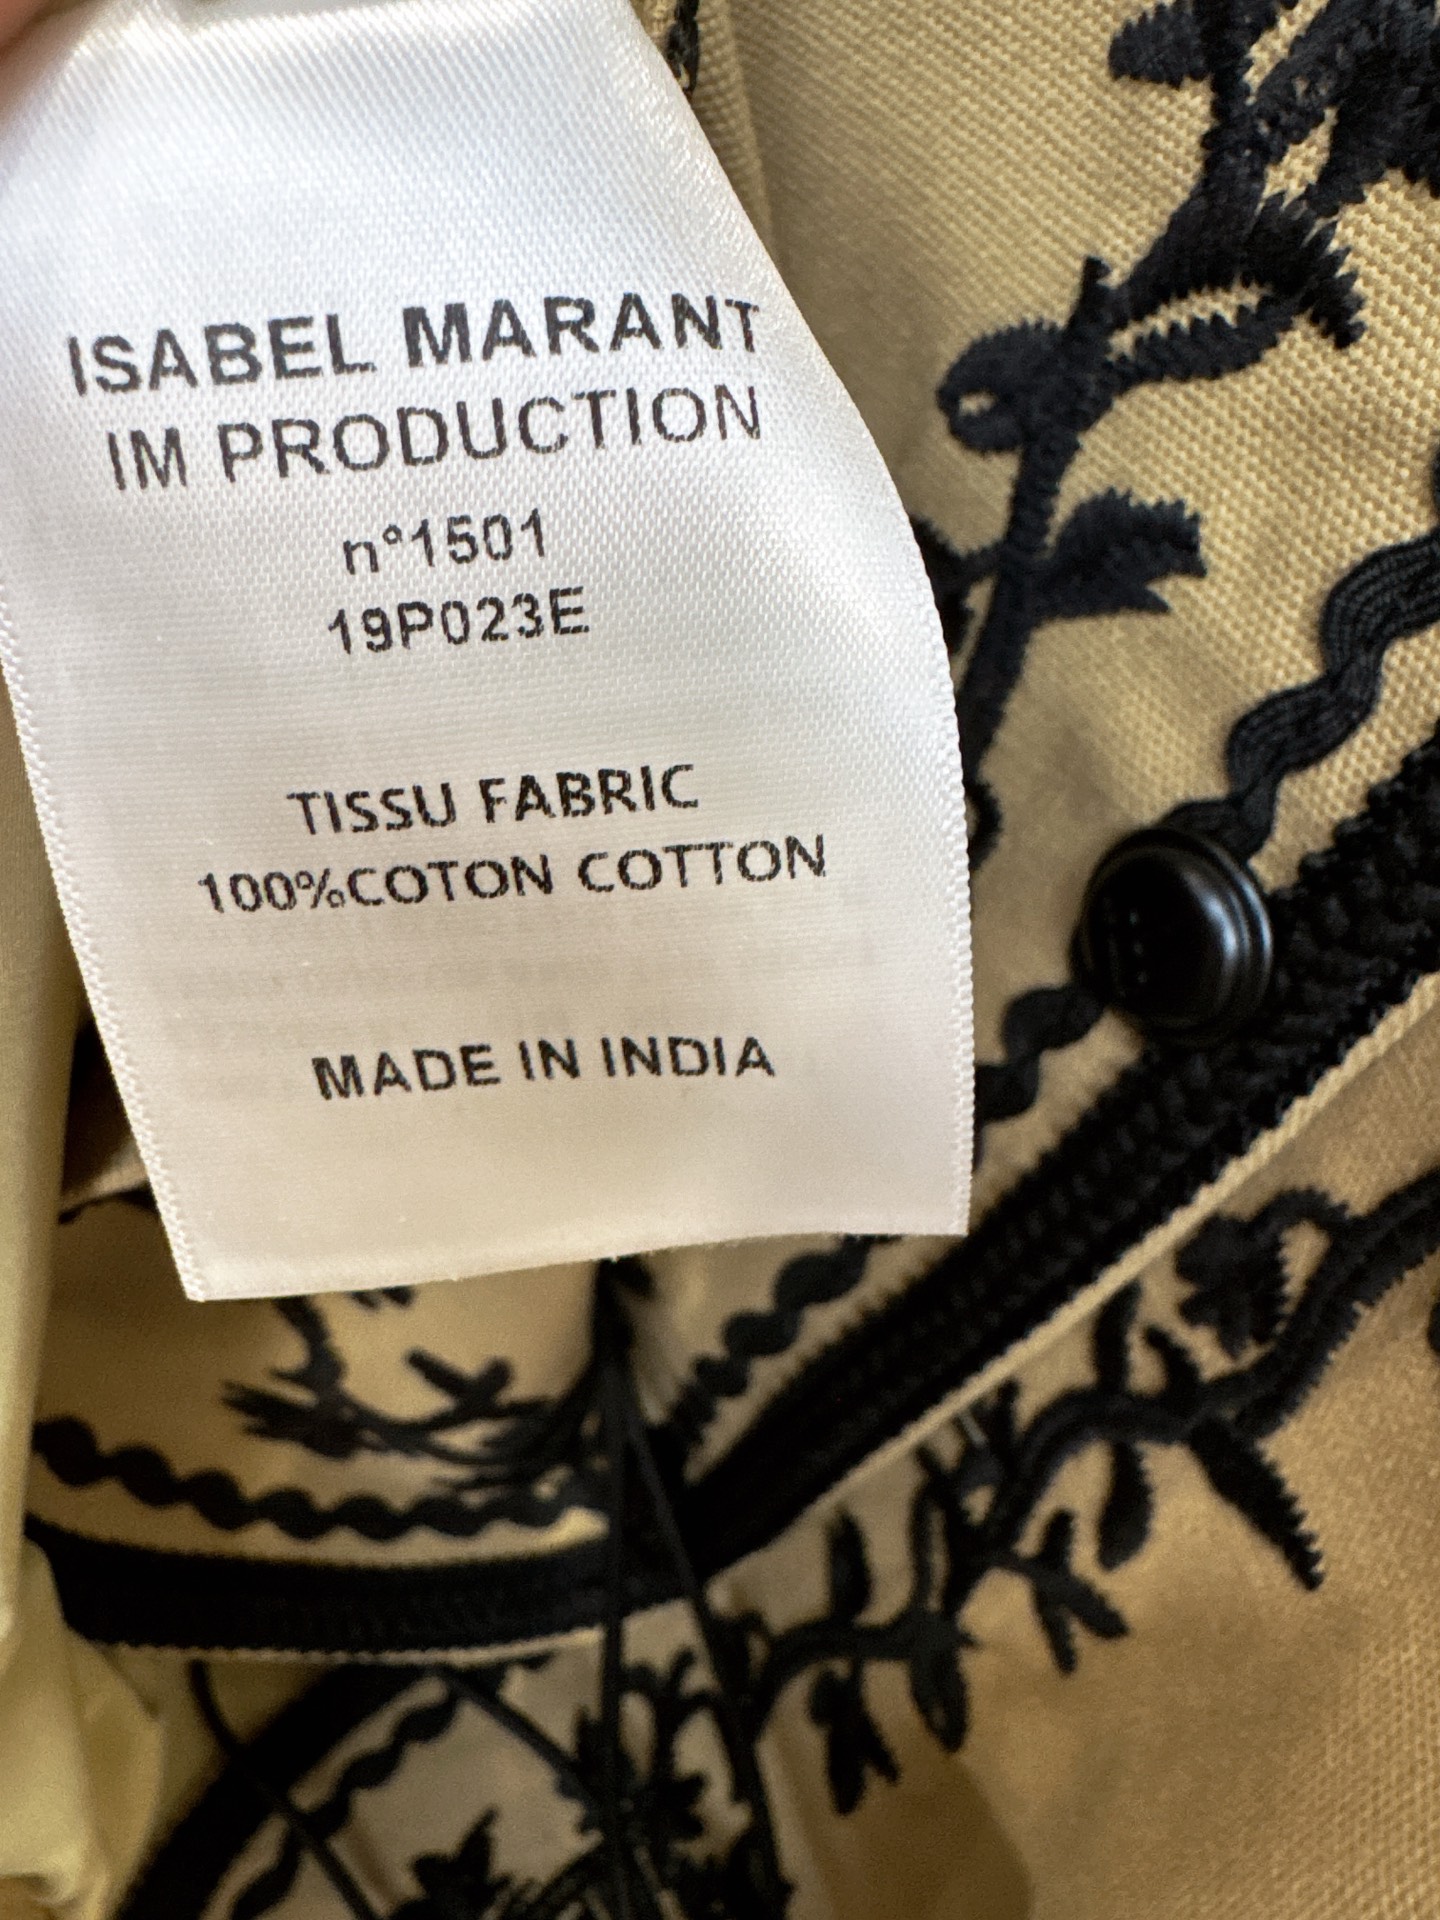 ISABEL MARANT
IM PRODUCTION
n°1501
19P023E
TISSU FABRIC
100%COTON COTTON
MADE IN INDIA